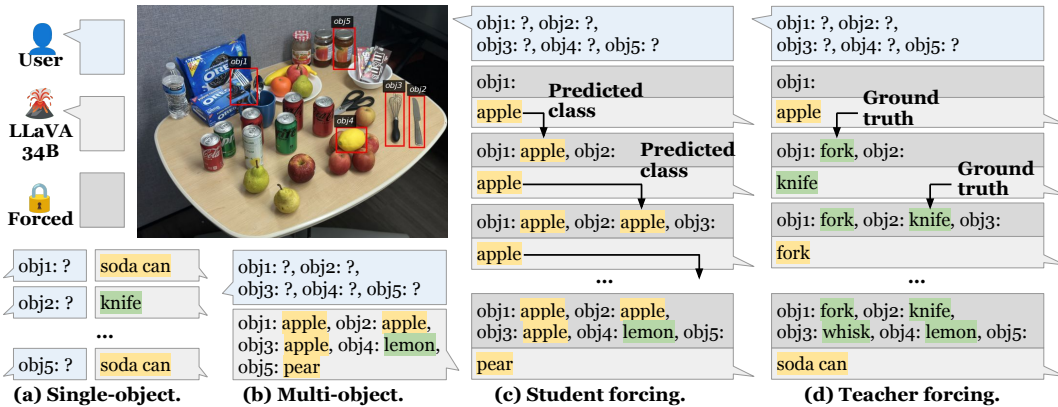 User
LLaVA
34B
Forced
obj5
obj1
obj3
obj2
obj4
OREO
OREO
obj1: ?
soda can
obj2: ?
knife
...
obj5: ?
soda can
(a) Single-object.
obj1: ?, obj2: ?,
obj3: ?, obj4: ?, obj5: ?
obj1: apple, obj2: apple,
obj3: apple, obj4: lemon,
obj5: pear
(b) Multi-object.
obj1: ?, obj2: ?,
obj3: ?, obj4: ?, obj5: ?
obj1:
Predicted
class
apple
obj1: apple, obj2:
Predicted
class
apple
obj1: apple, obj2: apple, obj3:
apple
...
obj1: apple, obj2: apple,
obj3: apple, obj4: lemon, obj5:
pear
(c) Student forcing.
obj1: ?, obj2: ?,
obj3: ?, obj4: ?, obj5: ?
obj1:
Ground
truth
apple
obj1: fork, obj2:
Ground
truth
knife
obj1: fork, obj2: knife, obj3:
fork
...
obj1: fork, obj2: knife,
obj3: whisk, obj4: lemon, obj5:
soda can
(d) Teacher forcing.